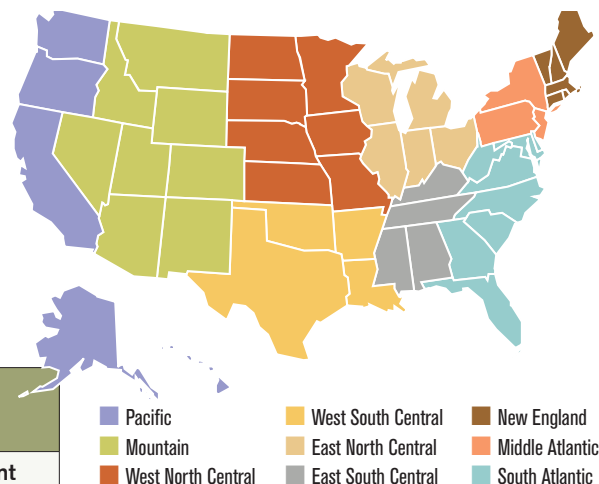 Pacific
West South Central
New England
Mountain
East North Central
Middle Atlantic
West North Central
East South Central
South Atlantic